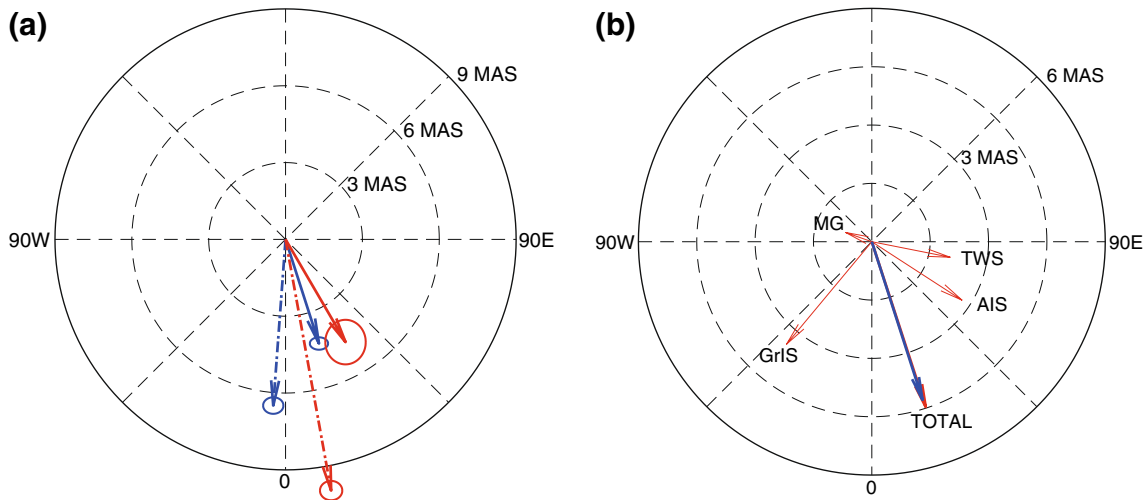 (a)
9 MAS
6 MAS
3 MAS
90W
90E
0
(b)
6 MAS
3 MAS
MG
90W
90E
TWS
AIS
GrIS
TOTAL
0